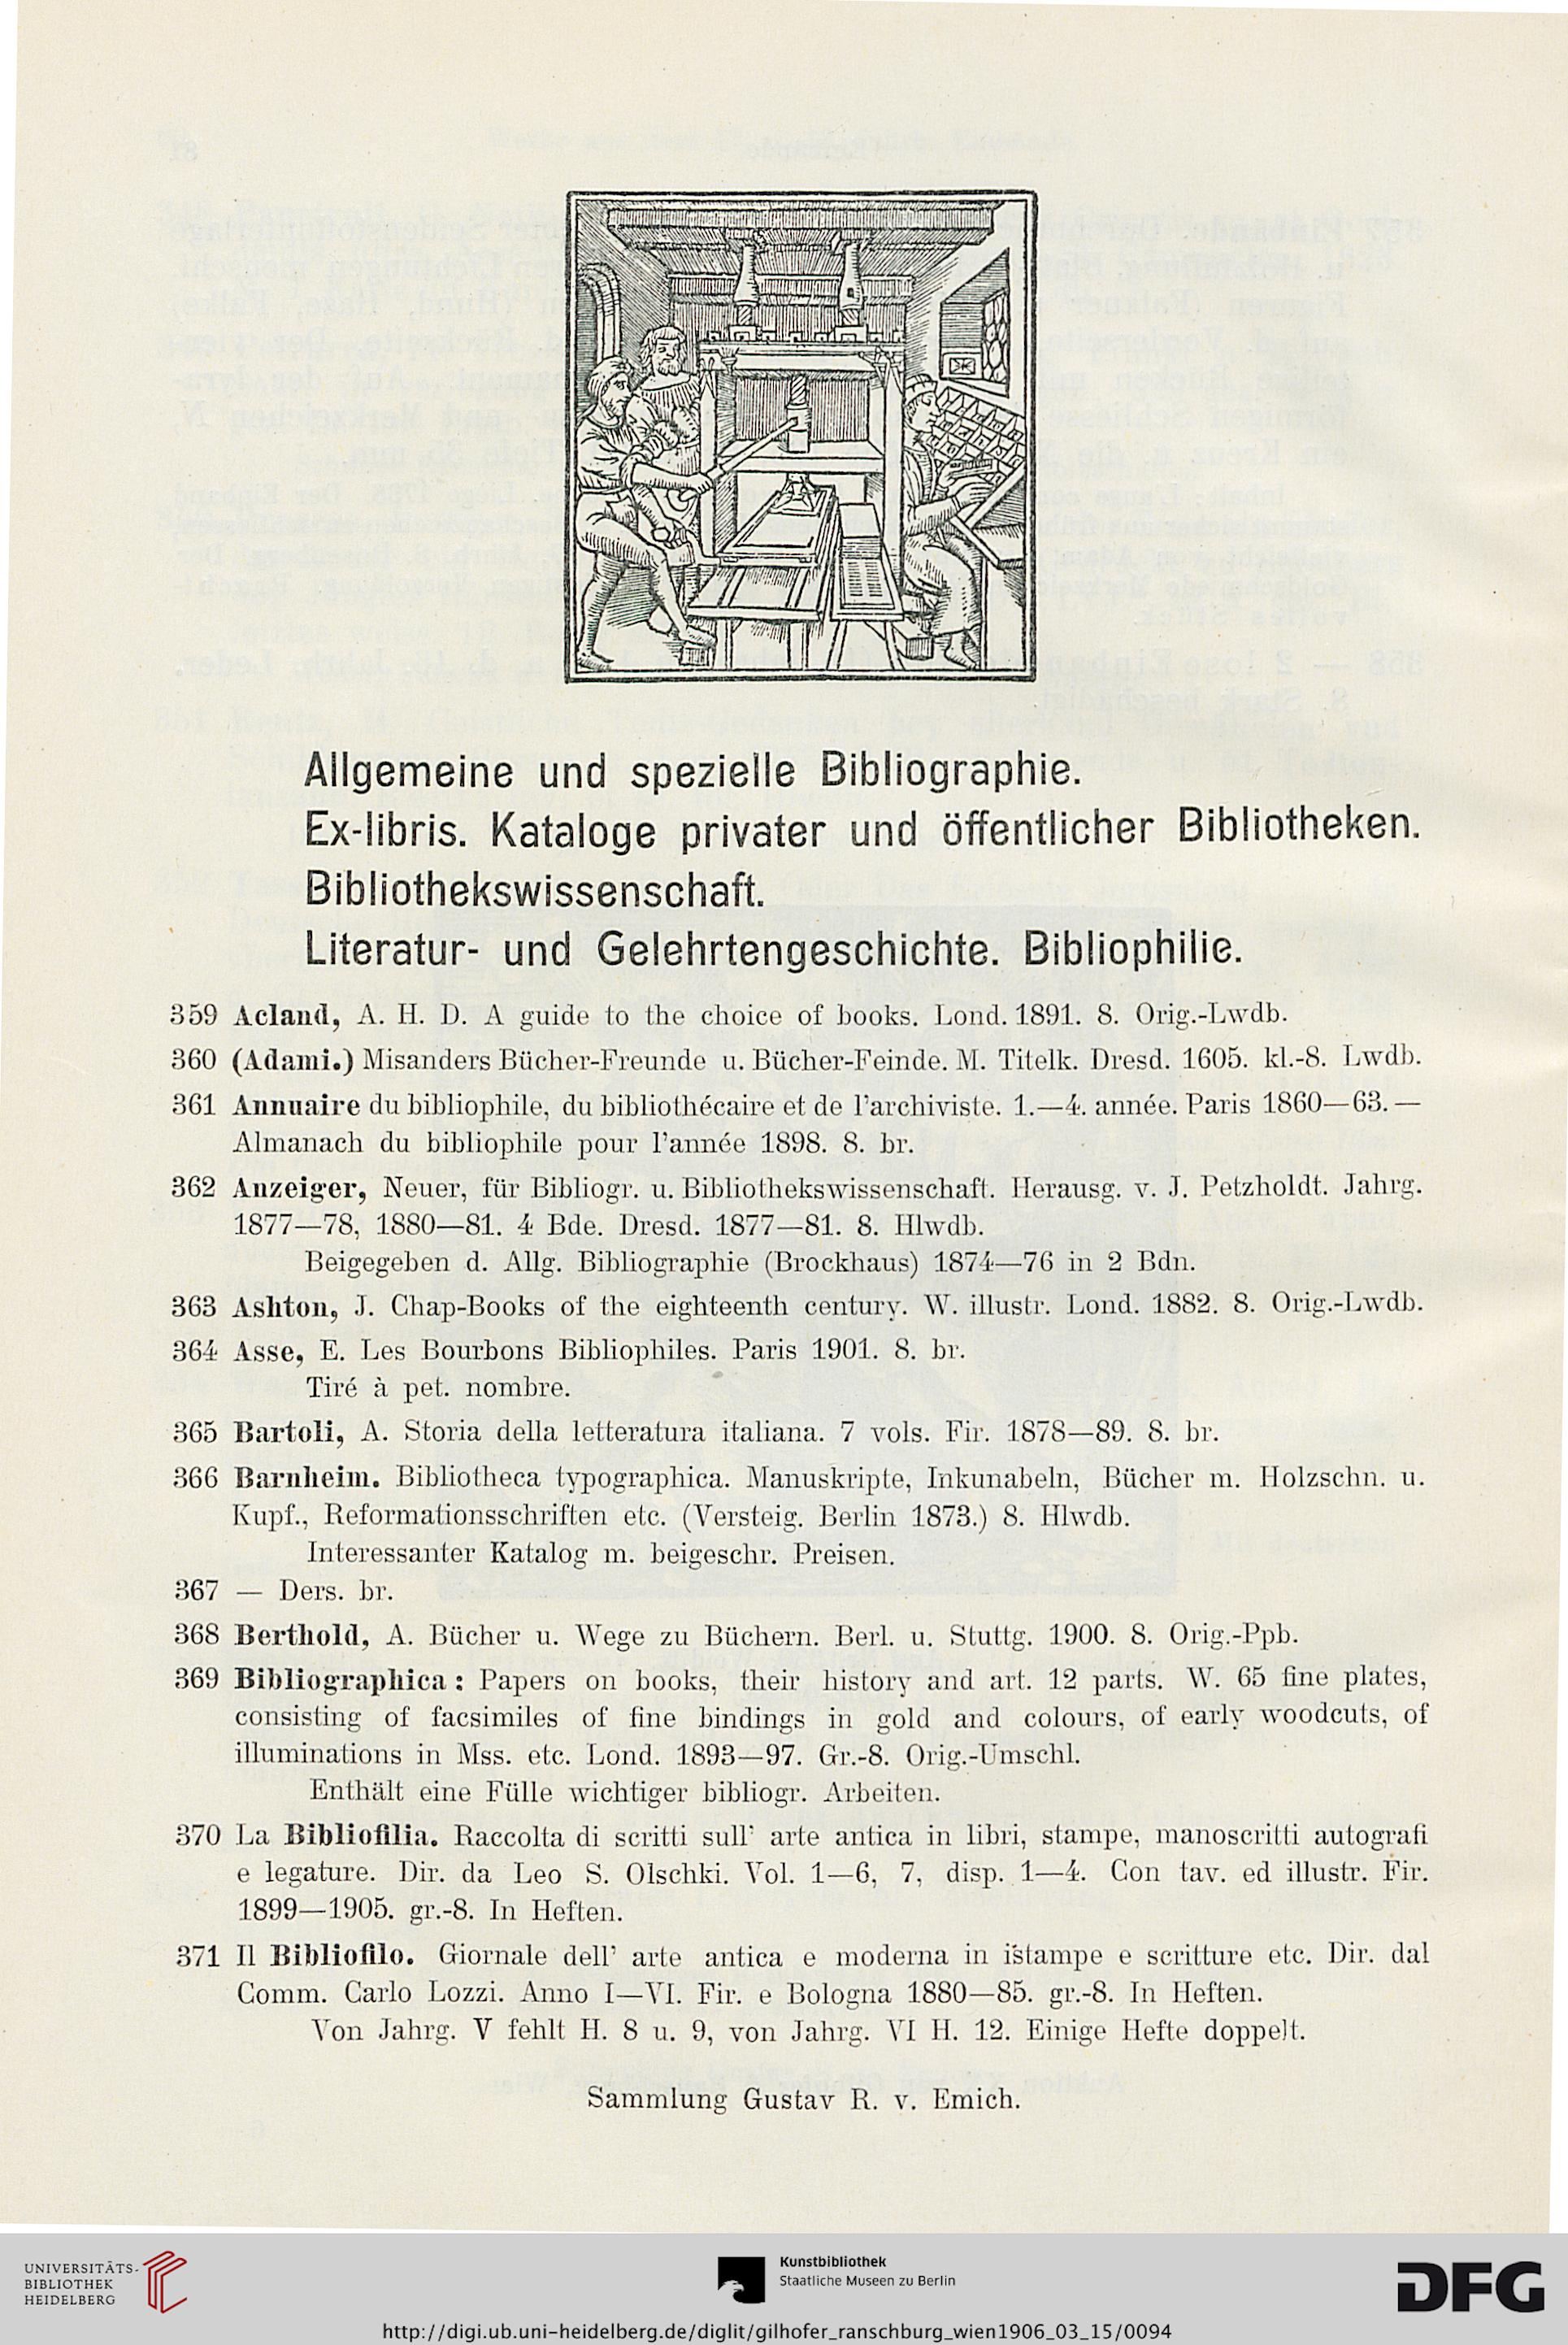 Allgemeine und spezielle Bibliographie.
Ex-libris. Kataloge privater und öffentlicher Bibliotheken.
Bibliothekswissenschaft.
Literatur- und Gelehrtengeschichte. Bibliophilie.
359 Acland, A. H. D. A guide to the choice of books. Lond. 1891. 8. Orig.-Lwdb.
360 (Adami.) Misanders Bücher-Freunde u. Bücher-Feinde. M. Titelk. Dresd. 1605. kl.-8. Lwdb.
361 Annuaire du bibliophile, du bibliothécaire et de l'archiviste. 1.—4. année. Paris 1860—63. —
Almanach du bibliophile pour l'année 1898. 8. br.
362 Anzeiger, Neuer, für Bibliogr. u. Bibliothekswissenschaft. Herausg. v. J. Petzholdt. Jahrg.
1877—78, 1880—81. 4 Bde. Dresd. 1877—81. 8. Hlwdb.
Beigegeben d. Allg. Bibliographie (Brockhaus) 1874—76 in 2 Bdn.
363 Ashton, J. Chap-Books of the eighteenth century. W. illustr. Lond. 1882. 8. Orig.-Lwdb.
364 Asse, E. Les Bourbons Bibliophiles. Paris 1901. 8. br.
Tiré à pet. nombre.
365 Bartoli, A. Storia della letteratura italiana. 7 vols. Fir. 1878—89. 8. br.
366 Barnheim. Bibliotheca typographica. Manuskripte, Inkunabeln, Bücher m. Holzschn. u.
Kupf., Reformationsschriften etc. (Versteig. Berlin 1873.) 8. Hlwdb.
Interessanter Katalog m. beigeschr. Preisen.
367 — Ders. br.
368 Berthold, A. Bücher u. Wege zu Büchern. Berl. u. Stuttg. 1900. 8. Orig.-Ppb.
369 Bibliographica: Papers on books, their history and art. 12 parts. W. 65 fine plates,
consisting of facsimiles of fine bindings in gold and colours, of early woodcuts, of
illuminations in Mss. etc. Lond. 1893—97. Gr.-8. Orig.-Umschl.
Enthält eine Fülle wichtiger bibliogr. Arbeiten.
370 La Bibliofilia. Raccolta di scritti sull' arte antica in libri, stampe, manoscritti autografi
e legature. Dir. da Leo S. Olschki. Vol. 1—6, 7, disp. 1—4. Con tav. ed illustr. Fir.
1899—1905. gr.-8. In Heften.
371 Il Bibliofilo. Giornale dell' arte antica e moderna in istampe e scritture etc. Dir. dal
Comm. Carlo Lozzi. Anno I—VI. Fir. e Bologna 1880—85. gr.-8. In Heften.
Von Jahrg. V fehlt H. 8 u. 9, von Jahrg. VI H. 12. Einige Hefte doppelt.
Sammlung Gustav R. v. Emich.
UNIVERSITÄTS-
BIBLIOTHEK
HEIDELBERG
Kunstbibliothek
Staatliche Museen zu Berlin
DFG
http://digi.ub.uni-heidelberg.de/diglit/gilhofer_ranschburg_wien1906_03_15/0094